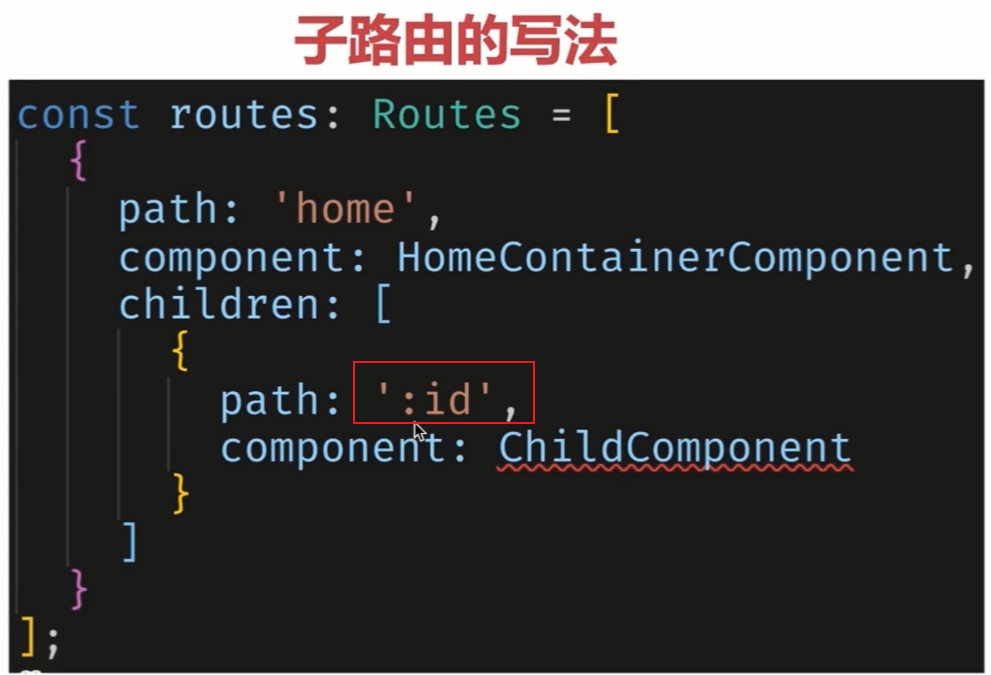 子路由的写法
const routes: Routes = [
{
path: 'home',
component: HomeContainerComponent,
children: [
{
path: ':id',
component: ChildComponent
}
]
}
];